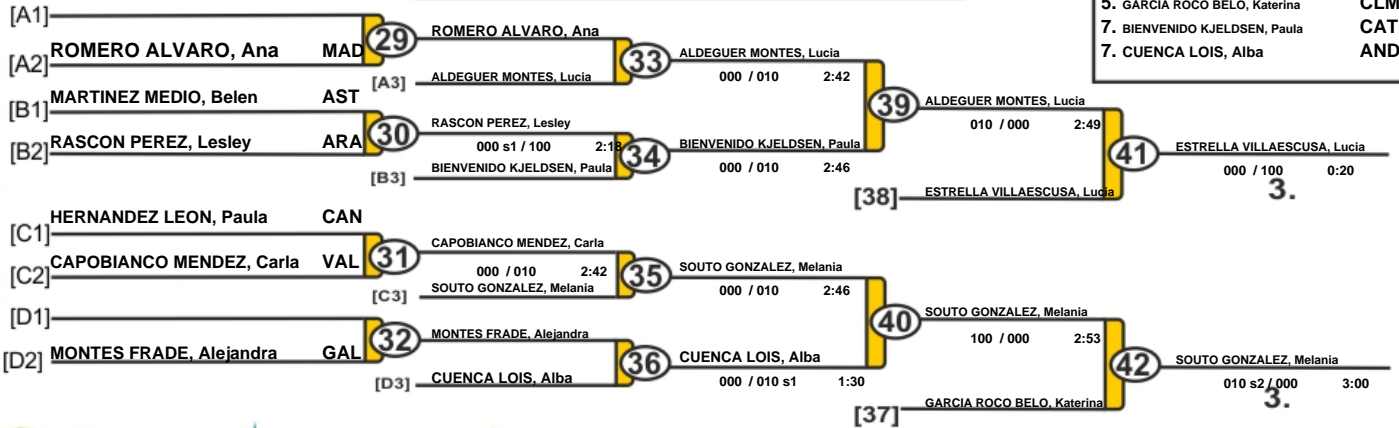 5. GARCIA ROCO BELO, Katerina CLM
7. BIENVENIDO KJELDSEN, Paula CAT
7. CUENCA LOIS, Alba AND
[A1]
[A2] ROMERO ALVARO, Ana MAD
29
ROMERO ALVARO, Ana
[A3] ALDEGUER MONTES, Lucia
33
ALDEGUER MONTES, Lucia
000 / 010 2:42
[B1] MARTINEZ MEDIO, Belen AST
[B2] RASCON PEREZ, Lesley ARA
30
RASCON PEREZ, Lesley
000 s1 / 100 2:18
[B3] BIENVENIDO KJELDSEN, Paula
34
BIENVENIDO KJELDSEN, Paula
000 / 010 2:46
39
ALDEGUER MONTES, Lucia
010 / 000 2:49
[38] ESTRELLA VILLAESCUSA, Lucia
41
ESTRELLA VILLAESCUSA, Lucia
000 / 100 0:20
3.
[C1] HERNANDEZ LEON, Paula CAN
[C2] CAPOBIANCO MENDEZ, Carla VAL
31
CAPOBIANCO MENDEZ, Carla
000 / 010 2:42
[C3] SOUTO GONZALEZ, Melania
35
SOUTO GONZALEZ, Melania
000 / 010 2:46
[D1]
[D2] MONTES FRADE, Alejandra GAL
32
MONTES FRADE, Alejandra
[D3] CUENCA LOIS, Alba
36
CUENCA LOIS, Alba
000 / 010 s1 1:30
40
SOUTO GONZALEZ, Melania
100 / 000 2:53
[37] GARCIA ROCO BELO, Katerina
42
SOUTO GONZALEZ, Melania
010 s2 / 000 3:00
3.